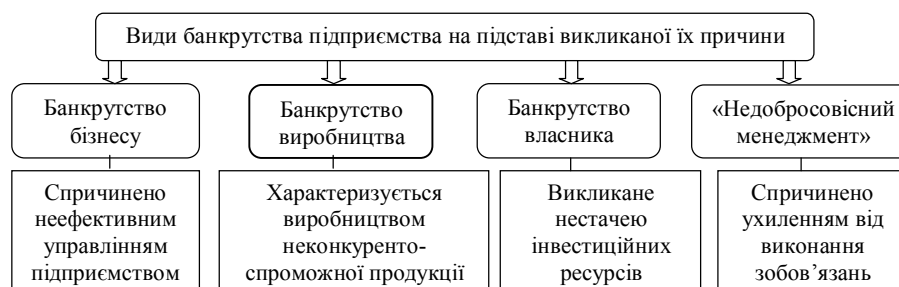 Види банкрутства підприємства на підставі викликаної їх причини
Банкрутство
бізнесу
Банкрутство
виробництва
Банкрутство
власника
«Недобросовісний
менеджмент»
Спричинено
неефективним
управлінням
підприємством
Характеризується
виробництвом
неконкуренто-
спроможної продукції
Викликане
нестачею
інвестиційних
ресурсів
Спричинено
ухиленням від
виконання
зобов’язань